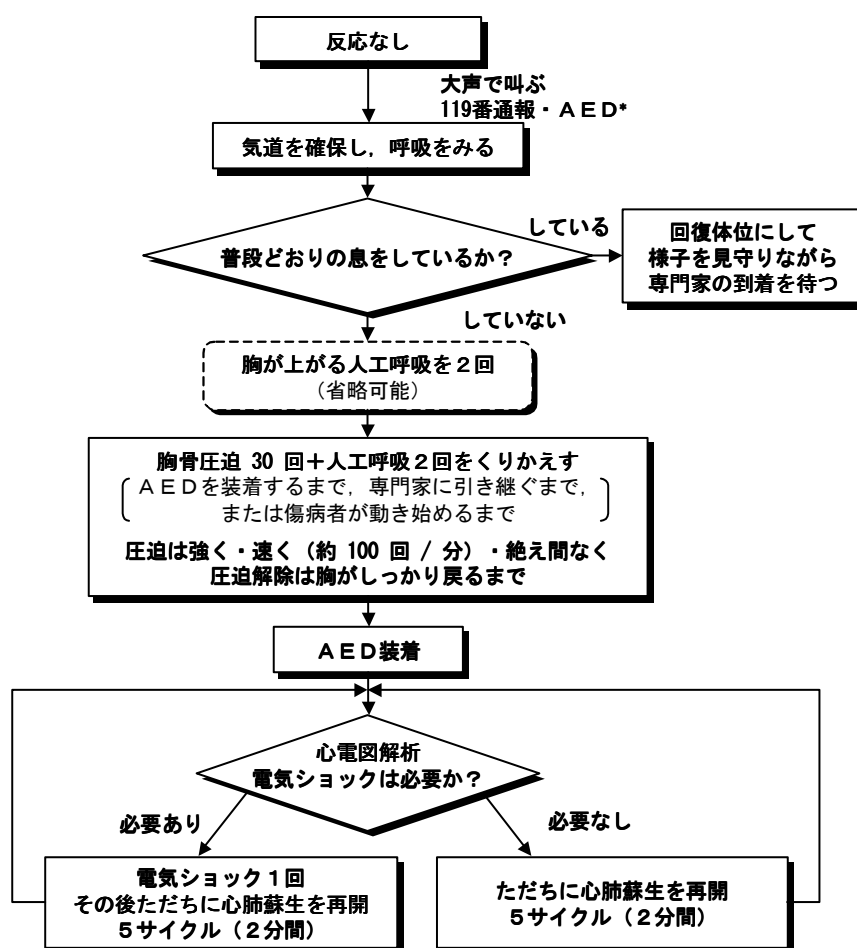 反応なし
大声で叫ぶ
119番通報・ＡＥＤ*
気道を確保し，呼吸をみる
普段どおりの息をしているか？
している
回復体位にして
様子を見守りながら
専門家の到着を待つ
していない
胸が上がる人工呼吸を２回
（省略可能）
胸骨圧迫 30 回＋人工呼吸２回をくりかえす
ＡＥＤを装着するまで，専門家に引き継ぐまで，
または傷病者が動き始めるまで
圧迫は強く・速く（約 100 回 / 分）・絶え間なく
圧迫解除は胸がしっかり戻るまで
ＡＥＤ装着
心電図解析
電気ショックは必要か？
必要あり
必要なし
電気ショック１回
その後ただちに心肺蘇生を再開
５サイクル（２分間）
ただちに心肺蘇生を再開
５サイクル（２分間）